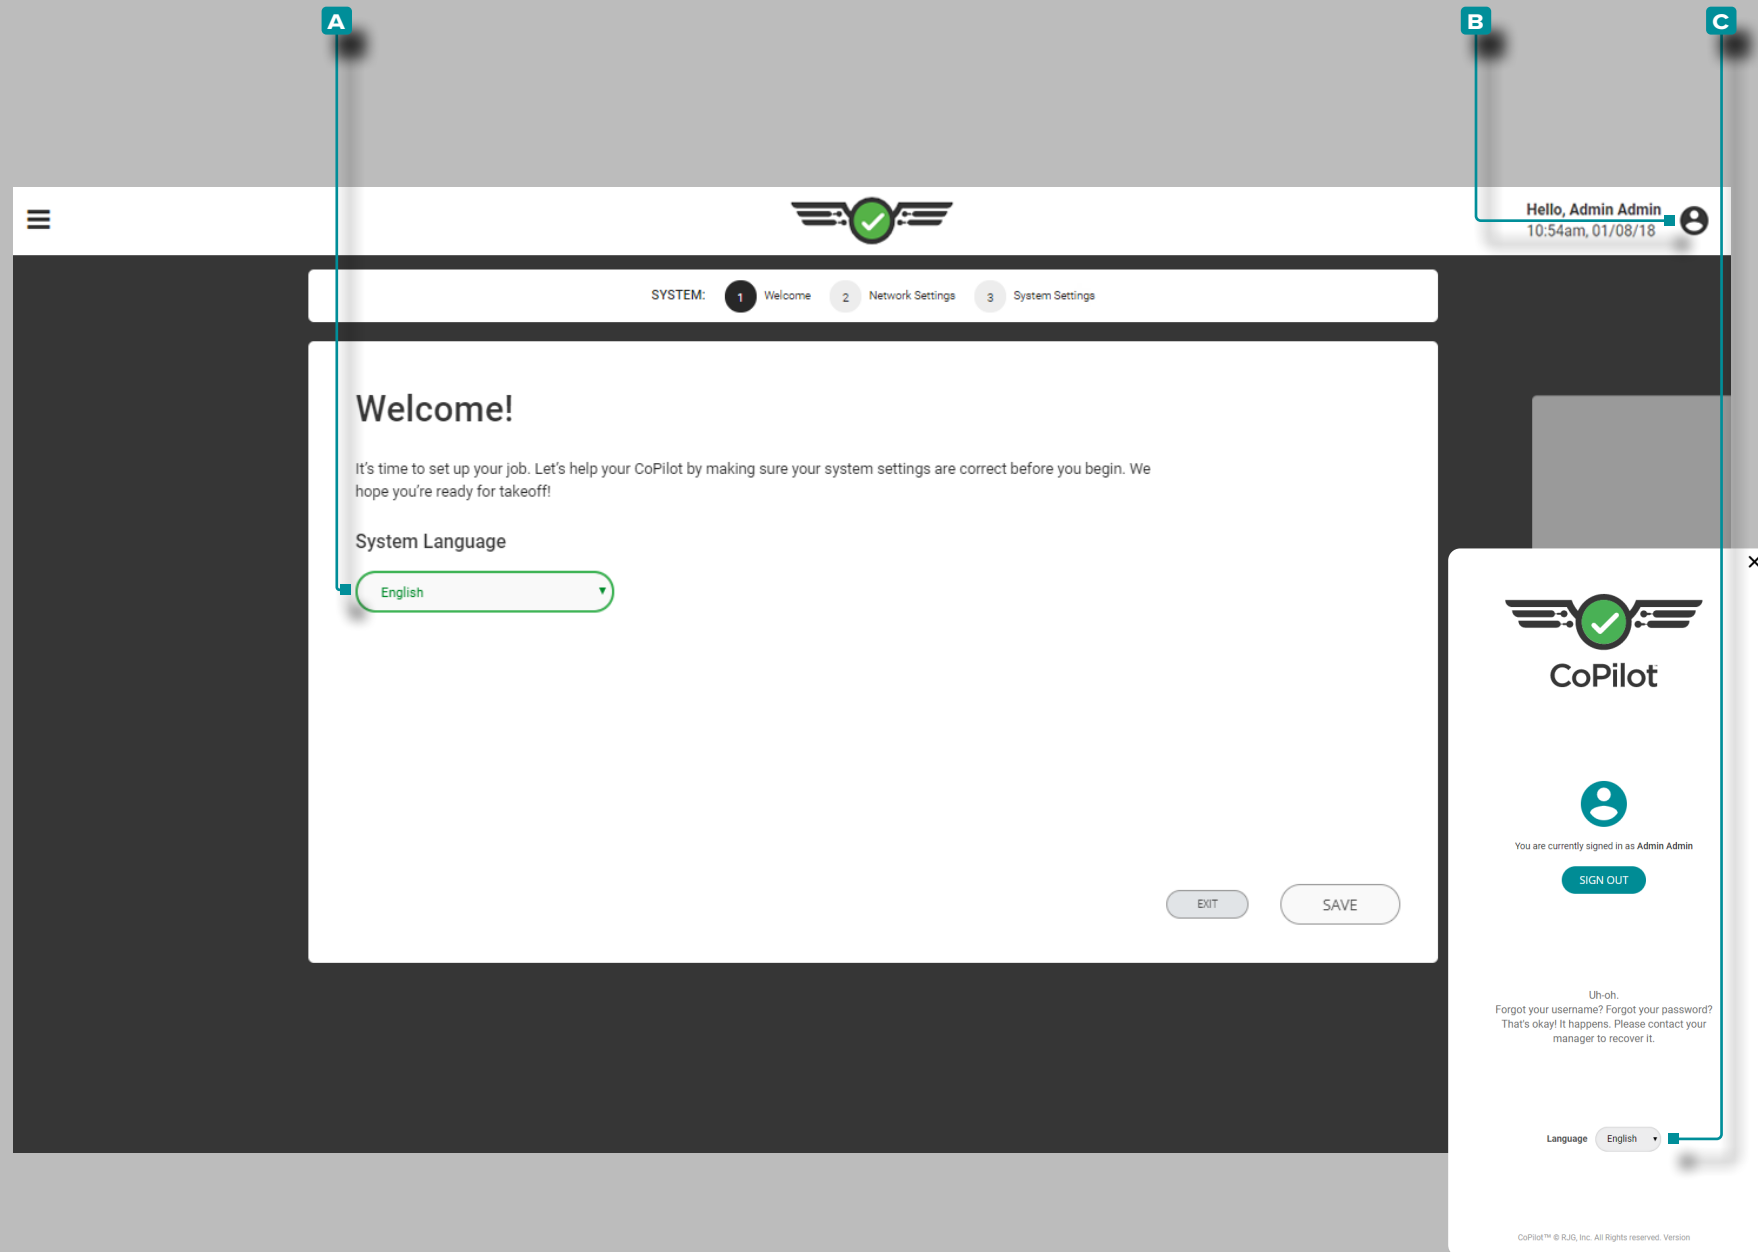 A
B
C
Hello, Admin Admin
10:54am, 01/08/18
SYSTEM: 1 Welcome 2 Network Settings 3 System Settings
Welcome!
It's time to set up your job. Let's help your CoPilot by making sure your system settings are correct before you begin. We
hope you're ready for takeoff!
System Language
English
EXIT
SAVE
CoPilot
You are currently signed in as Admin Admin
SIGN OUT
Uh-oh.
Forgot your username? Forgot your password?
That's okay! It happens. Please contact your
manager to recover it.
Language English
CoPilot™ © RJG, Inc. All Rights reserved. Version